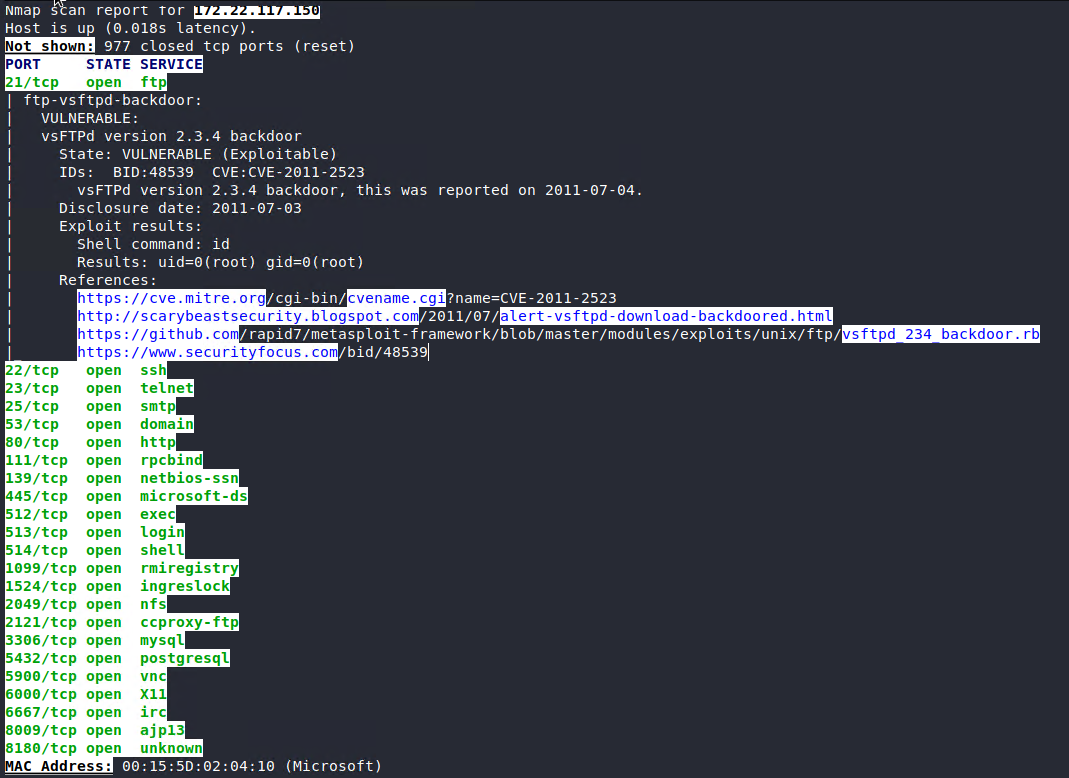 Nmap scan report for 172.22.117.150
Host is up (0.018s latency).
Not shown: 977 closed tcp ports (reset)
PORT      STATE SERVICE
21/tcp   open  ftp
| ftp-vsftpd-backdoor:
|   VULNERABLE:
|   vsFTPd version 2.3.4 backdoor
|     State: VULNERABLE (Exploitable)
|     IDs:  BID:48539  CVE:CVE-2011-2523
|       vsFTPd version 2.3.4 backdoor, this was reported on 2011-07-04.
|     Disclosure date: 2011-07-03
|     Exploit results:
|       Shell command: id
|       Results: uid=0(root) gid=0(root)
|     References:
|       https://cve.mitre.org/cgi-bin/cvename.cgi?name=CVE-2011-2523
|       http://scarybeastsecurity.blogspot.com/2011/07/alert-vsftpd-download-backdoored.html
|       https://github.com/rapid7/metasploit-framework/blob/master/modules/exploits/unix/ftp/vsftpd_234_backdoor.rb
|_      https://www.securityfocus.com/bid/48539
22/tcp   open  ssh
23/tcp   open  telnet
25/tcp   open  smtp
53/tcp   open  domain
80/tcp   open  http
111/tcp  open  rpcbind
139/tcp  open  netbios-ssn
445/tcp  open  microsoft-ds
512/tcp  open  exec
513/tcp  open  login
514/tcp  open  shell
1099/tcp open  rmiregistry
1524/tcp open  ingreslock
2049/tcp open  nfs
2121/tcp open  ccproxy-ftp
3306/tcp open  mysql
5432/tcp open  postgresql
5900/tcp open  vnc
6000/tcp open  X11
6667/tcp open  irc
8009/tcp open  ajp13
8180/tcp open  unknown
MAC Address: 00:15:5D:02:04:10 (Microsoft)